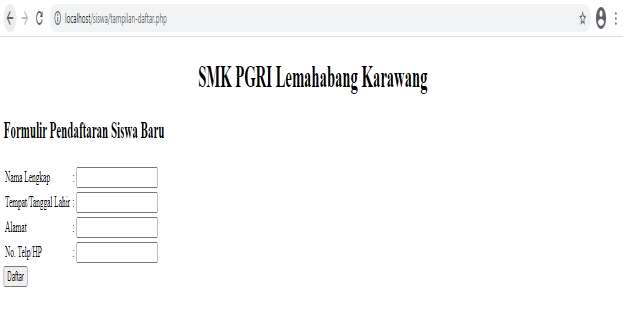 localhost/siswa/tampilan-daftar.php
SMK PGRI Lemahabang Karawang
Formulir Pendaftaran Siswa Baru
Nama Lengkap :
Tempat/Tanggal Lahir :
Alamat :
No. Telp/HP :
Daftar